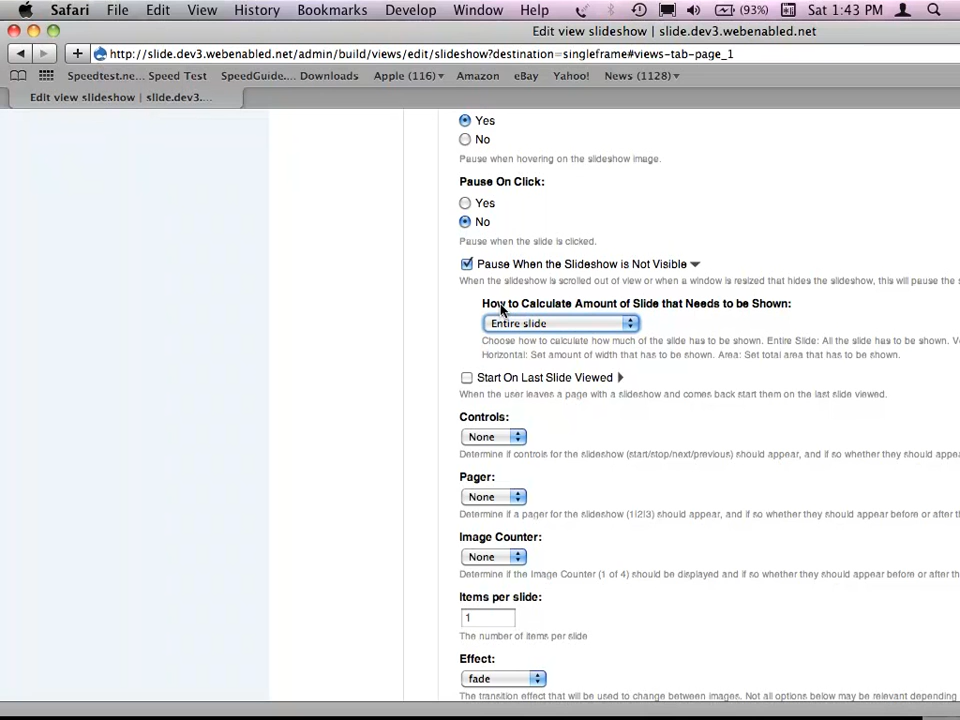 Safari File Edit View History Bookmarks Develop Window Help (93%) Sat 1:43 PM
Edit view slideshow | slide.dev3.webenabled.net
http://slide.dev3.webenabled.net/admin/build/views/edit/slideshow?destination=singleframe#views-tab-page_1
Speedtest.ne... Speed Test SpeedGuide.... Downloads Apple (116) Amazon eBay Yahoo! News (1128)
Edit view slideshow | slide.dev3....
Yes
No
Pause when hovering on the slideshow image.
Pause On Click:
Yes
No
Pause when the slide is clicked.
Pause When the Slideshow is Not Visible
When the slideshow is scrolled out of view or when a window is resized that hides the slideshow, this will pause the s
How to Calculate Amount of Slide that Needs to be Shown:
Entire slide
Choose how to calculate how much of the slide has to be shown. Entire Slide: All the slide has to be shown. Ve
Horizontal: Set amount of width that has to be shown. Area: Set total area that has to be shown.
Start On Last Slide Viewed
When the user leaves a page with a slideshow and comes back start them on the last slide viewed.
Controls:
None
Determine if controls for the slideshow (start/stop/next/previous) should appear, and if so whether they should appear
Pager:
None
Determine if a pager for the slideshow (1|2|3) should appear, and if so whether they should appear before or after th
Image Counter:
None
Determine if the Image Counter (1 of 4) should be displayed and if so whether they should appear before or after the
Items per slide:
1
The number of items per slide
Effect:
fade
The transition effect that will be used to change between images. Not all options below may be relevant depending